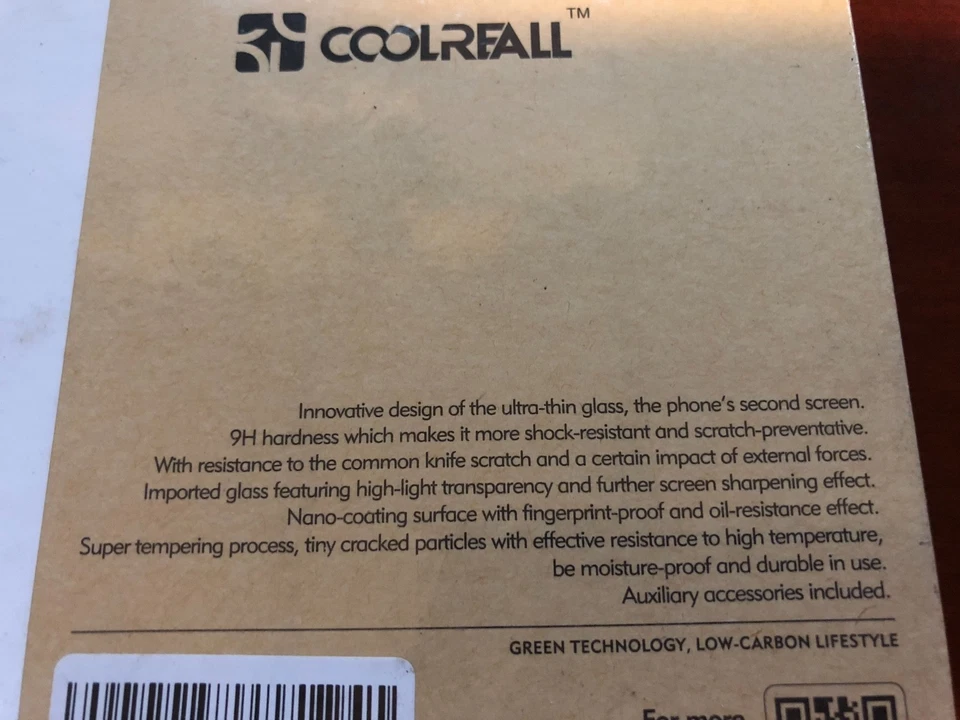 COOLREALL™
Innovative design of the ultra-thin glass, the phone's second screen.
9H hardness which makes it more shock-resistant and scratch-preventative.
With resistance to the common knife scratch and a certain impact of external forces.
Imported glass featuring high-light transparency and further screen sharpening effect.
Nano-coating surface with fingerprint-proof and oil-resistance effect.
Super tempering process, tiny cracked particles with effective resistance to high temperature,
be moisture-proof and durable in use.
Auxiliary accessories included.
GREEN TECHNOLOGY, LOW-CARBON LIFESTYLE
For more